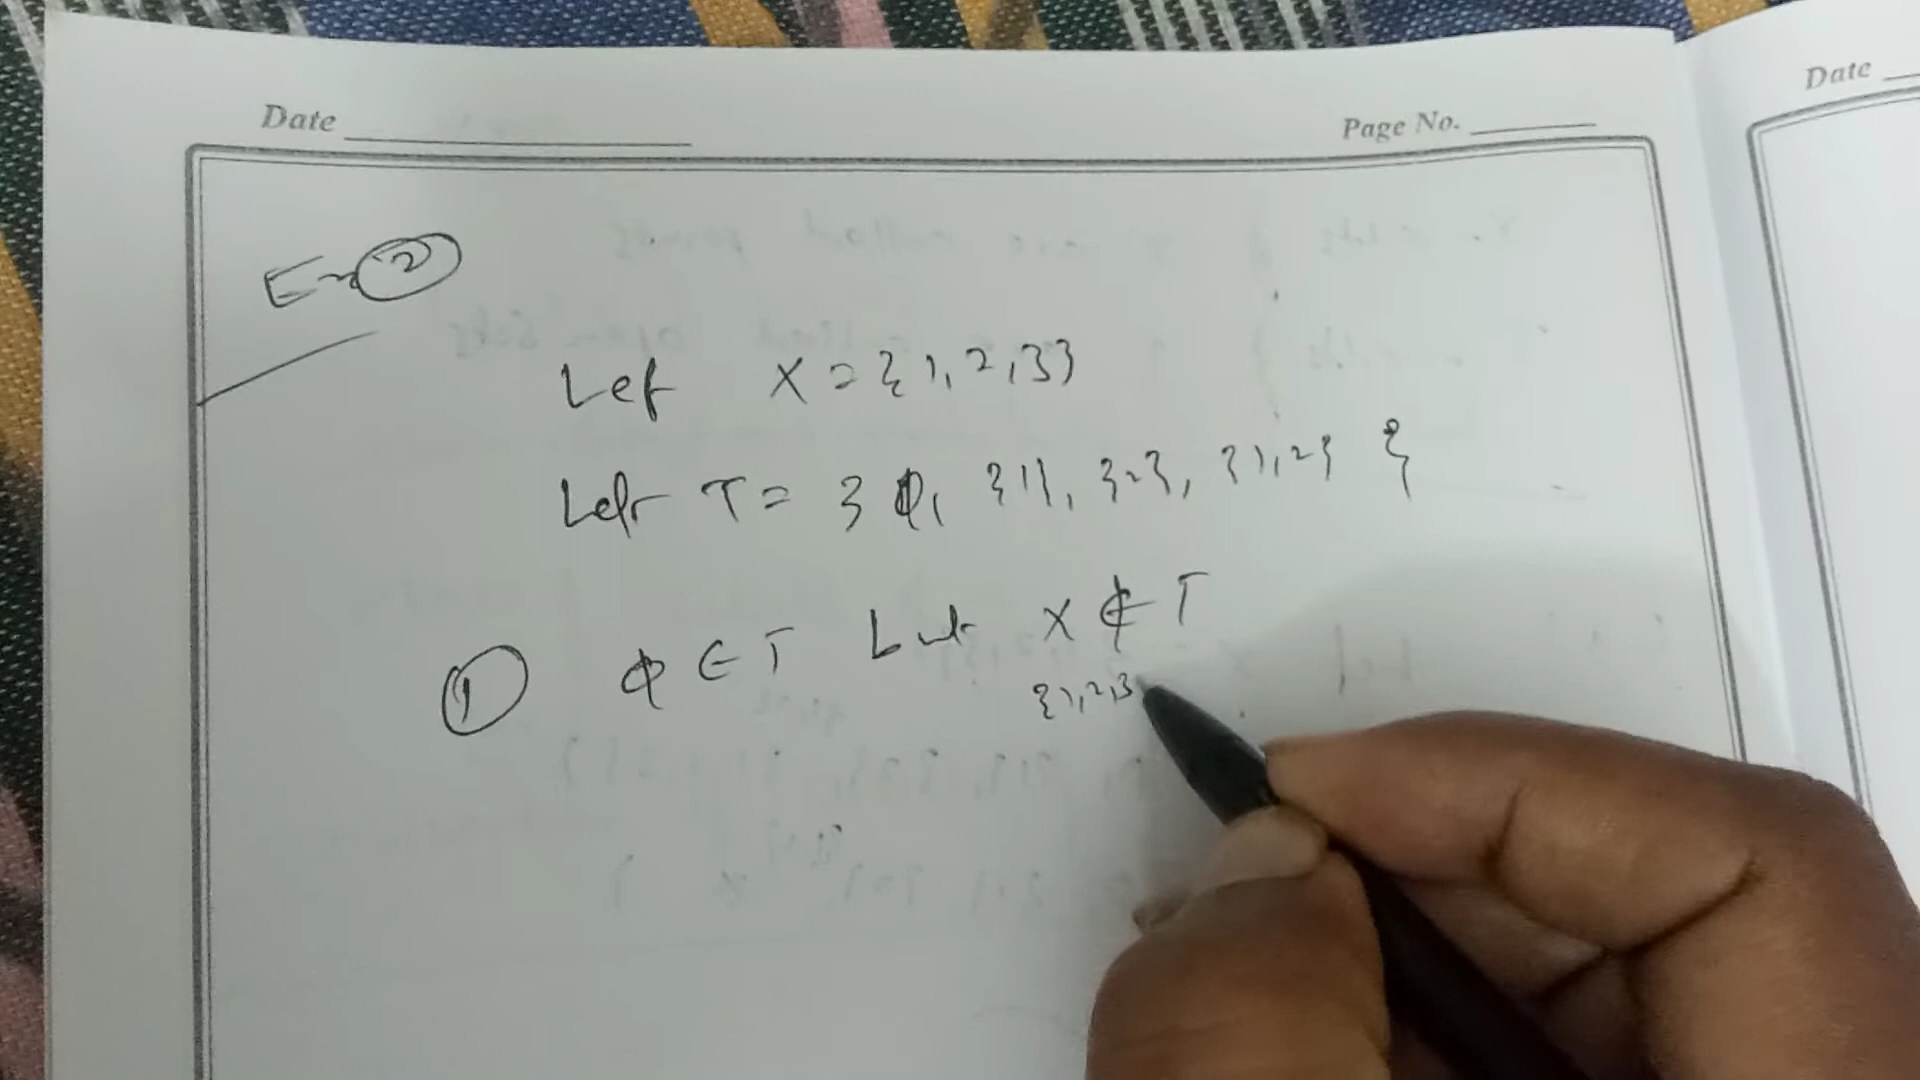 Date
Page No.
Date
Ex ②
Let X = {1, 2, 3}
Let T = { φ, {1}, {2}, {1,2} }
① φ ∈ T but X ∉ T
{1,2,3